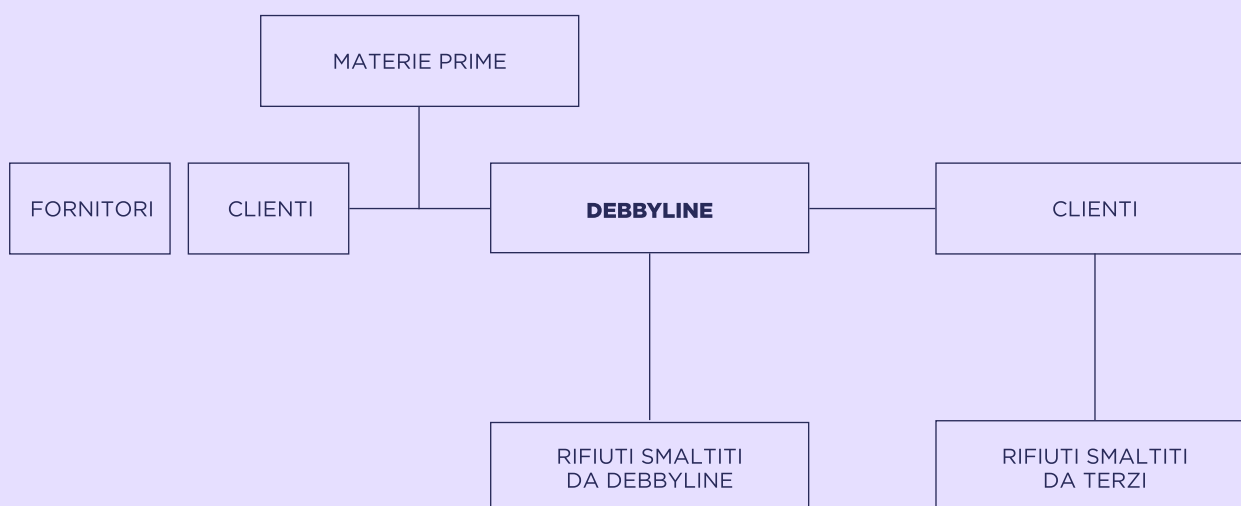 MATERIE PRIME
FORNITORI
CLIENTI
DEBBYLINE
CLIENTI
RIFIUTI SMALTITI
DA DEBBYLINE
RIFIUTI SMALTITI
DA TERZI